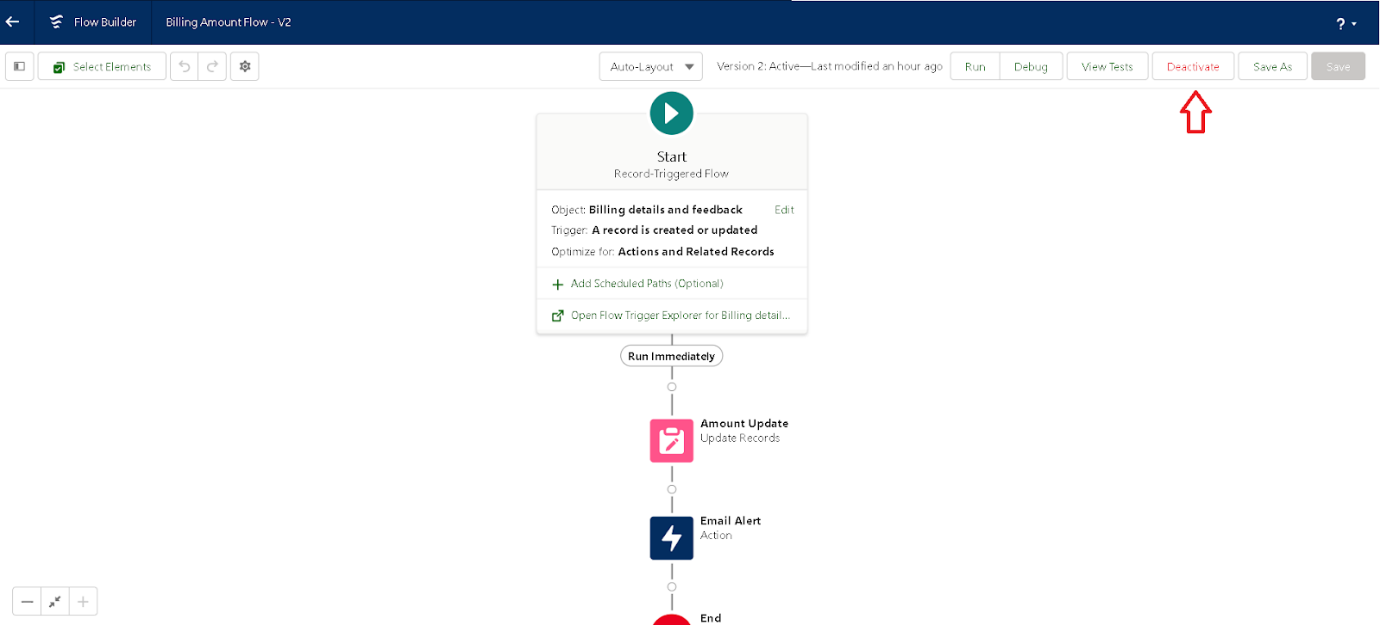 Flow Builder
Billing Amount Flow - V2
? 
Select Elements
Auto-Layout
Version 2: Active—Last modified an hour ago
Run
Debug
View Tests
Deactivate
Save As
Save
Start
Record-Triggered Flow
Object: Billing details and feedback
Edit
Trigger: A record is created or updated
Optimize for: Actions and Related Records
Add Scheduled Paths (Optional)
Open Flow Trigger Explorer for Billing detail...
Run Immediately
Amount Update
Update Records
Email Alert
Action
End